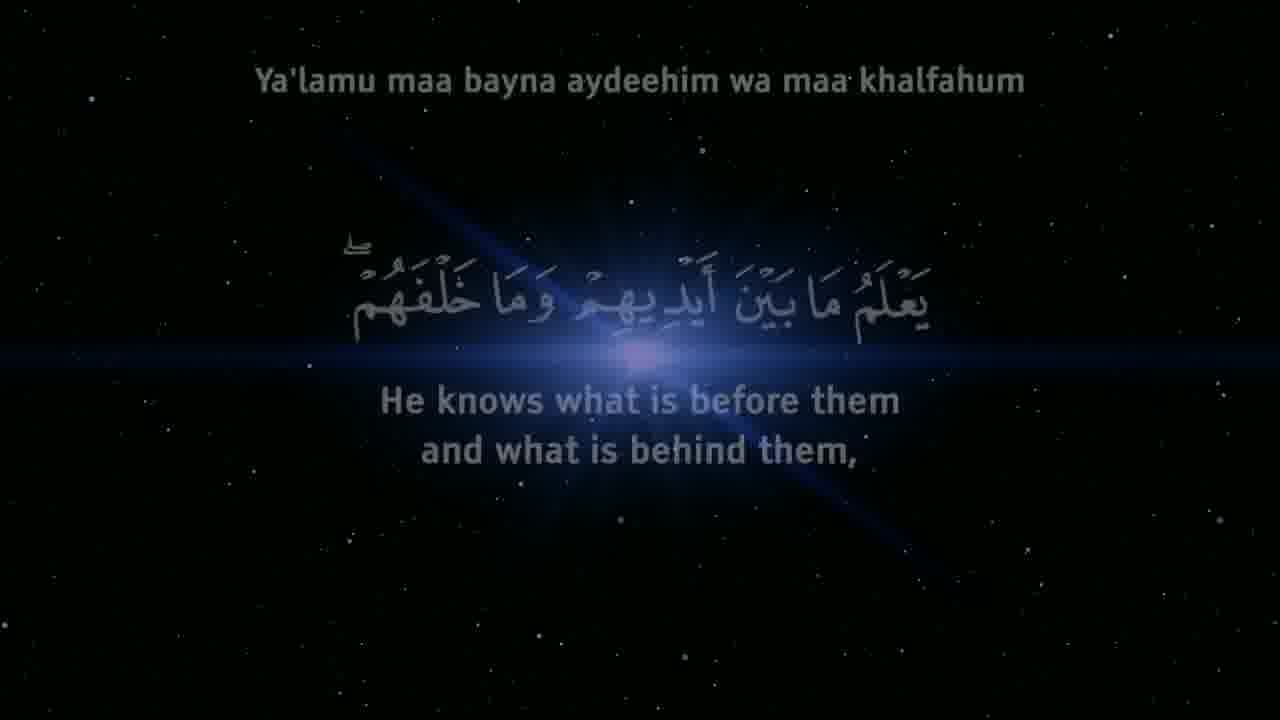 Ya'lamu maa bayna aydeehim wa maa khalfahum
يَعْلَمُ مَا بَيْنَ أَيْدِيهِمْ وَمَا خَلْفَهُمْ ۖ
He knows what is before them
and what is behind them,